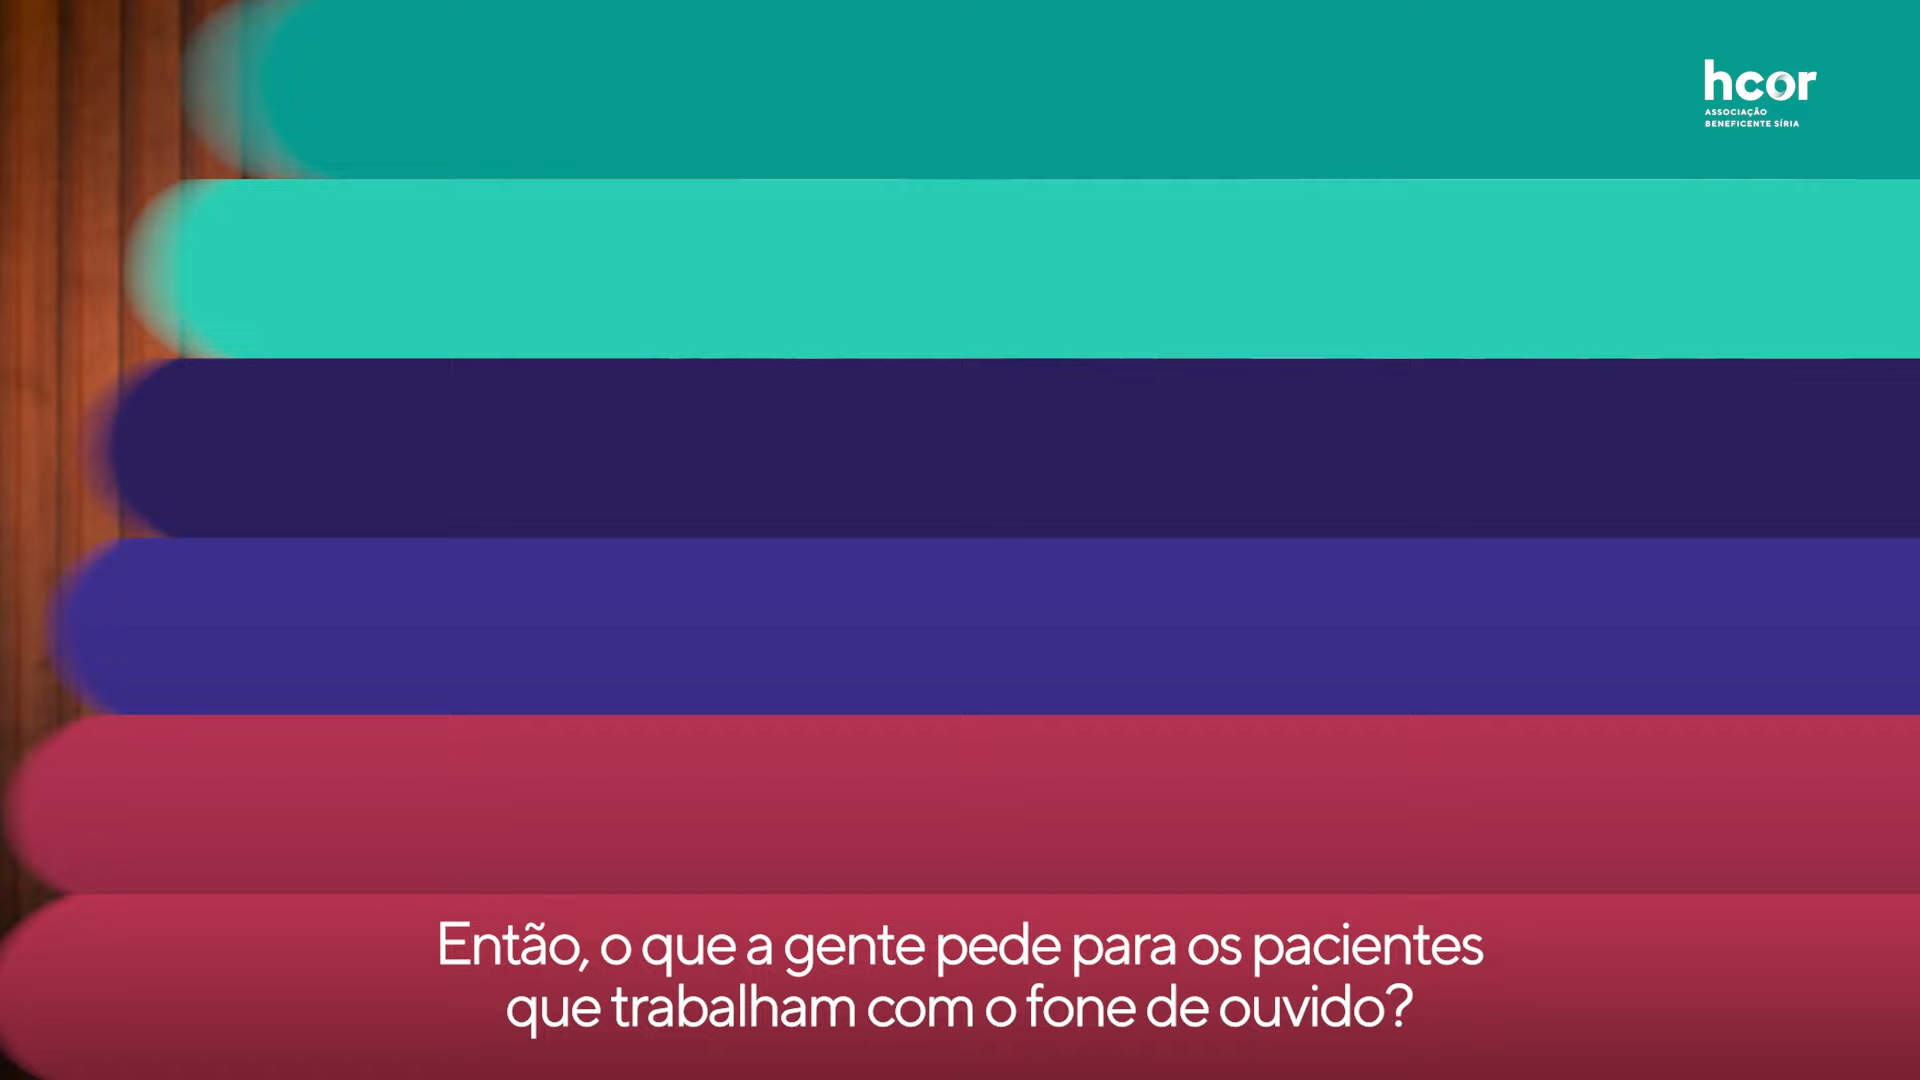 hcor
ASSOCIAÇÃO
BENEFICENTE SÍRIA
Então, o que a gente pede para os pacientes
que trabalham com o fone de ouvido?